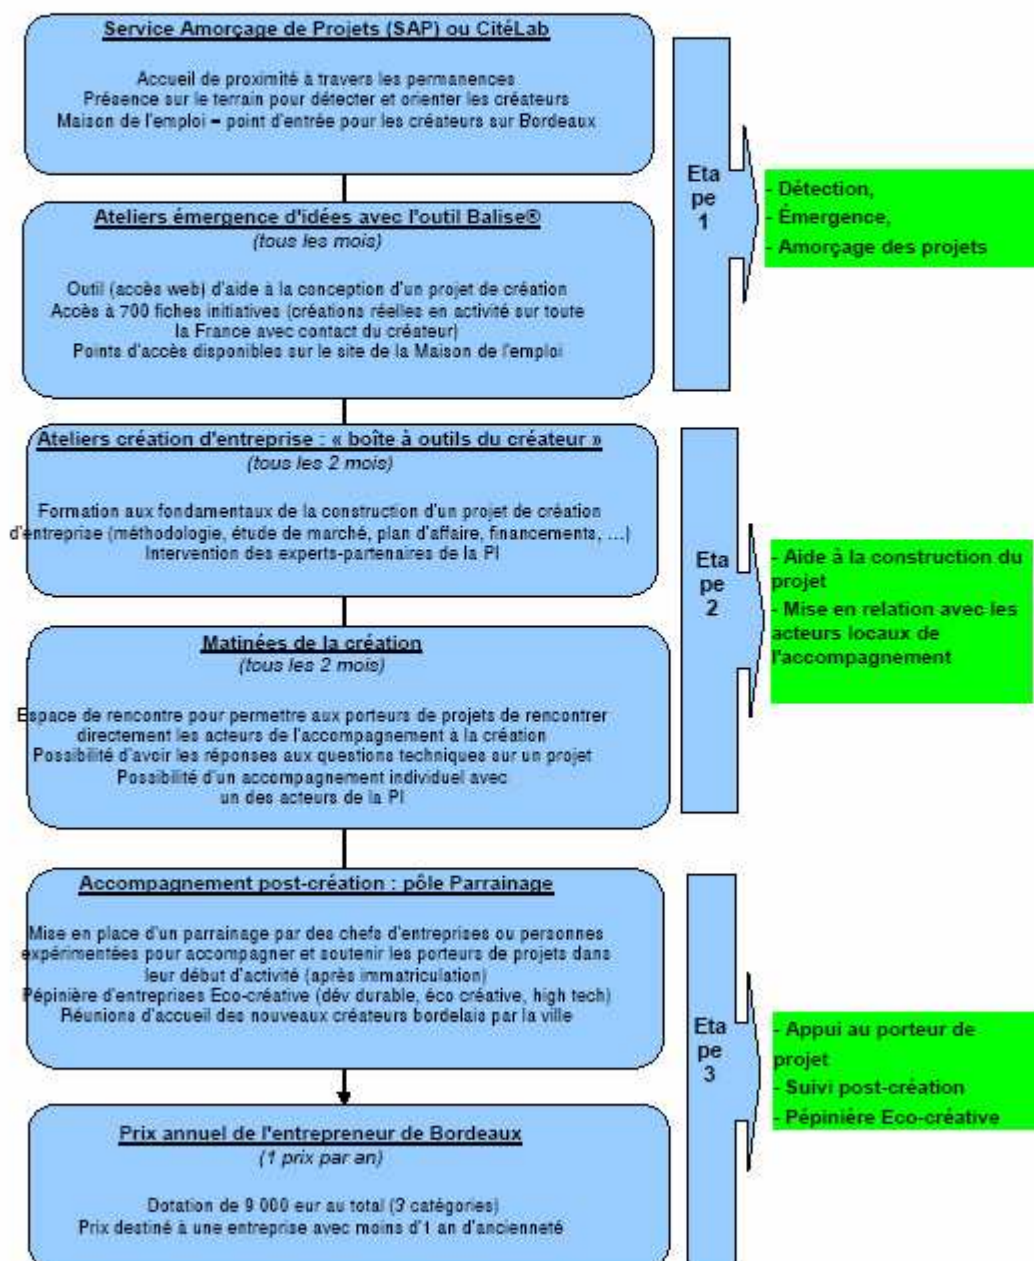 Service Amorçage de Projets (SAP) ou CitéLab
Accueil de proximité à travers les permanences
Présence sur le terrain pour détecter et orienter les créateurs
Maison de l'emploi = point d'entrée pour les créateurs sur Bordeaux
Ateliers émergence d'idées avec l'outil Balise®
(tous les mois)
Outil (accès web) d'aide à la conception d'un projet de création
Accès à 700 fiches initiatives (créations réelles en activité sur toute
la France avec contact du créateur)
Points d'accès disponibles sur le site de la Maison de l'emploi
Eta
pe
1
- Détection,
- Émergence,
- Amorçage des projets
Ateliers création d'entreprise : « boîte à outils du créateur »
(tous les 2 mois)
Formation aux fondamentaux de la construction d'un projet de création
d'entreprise (méthodologie, étude de marché, plan d'affaire, financements, ...)
Intervention des experts-partenaires de la PI
Matinées de la création
(tous les 2 mois)
Espace de rencontre pour permettre aux porteurs de projets de rencontrer
directement les acteurs de l'accompagnement à la création
Possibilité d'avoir les réponses aux questions techniques sur un projet
Possibilité d'un accompagnement individuel avec
un des acteurs de la PI
Eta
pe
2
- Aide à la construction du
projet
- Mise en relation avec les
acteurs locaux de
l'accompagnement
Accompagnement post-création : pôle Parrainage
Mise en place d'un parrainage par des chefs d'entreprises ou personnes
expérimentées pour accompagner et soutenir les porteurs de projets dans
leur début d'activité (après immatriculation)
Pépinière d'entreprises Eco-créative (dév durable, éco créative, high tech)
Réunions d'accueil des nouveaux créateurs bordelais par la ville
Prix annuel de l'entrepreneur de Bordeaux
(1 prix par an)
Dotation de 9 000 eur au total (3 catégories)
Prix destiné à une entreprise avec moins d'1 an d'ancienneté
Eta
pe
3
- Appui au porteur de
projet
- Suivi post-création
- Pépinière Eco-créative